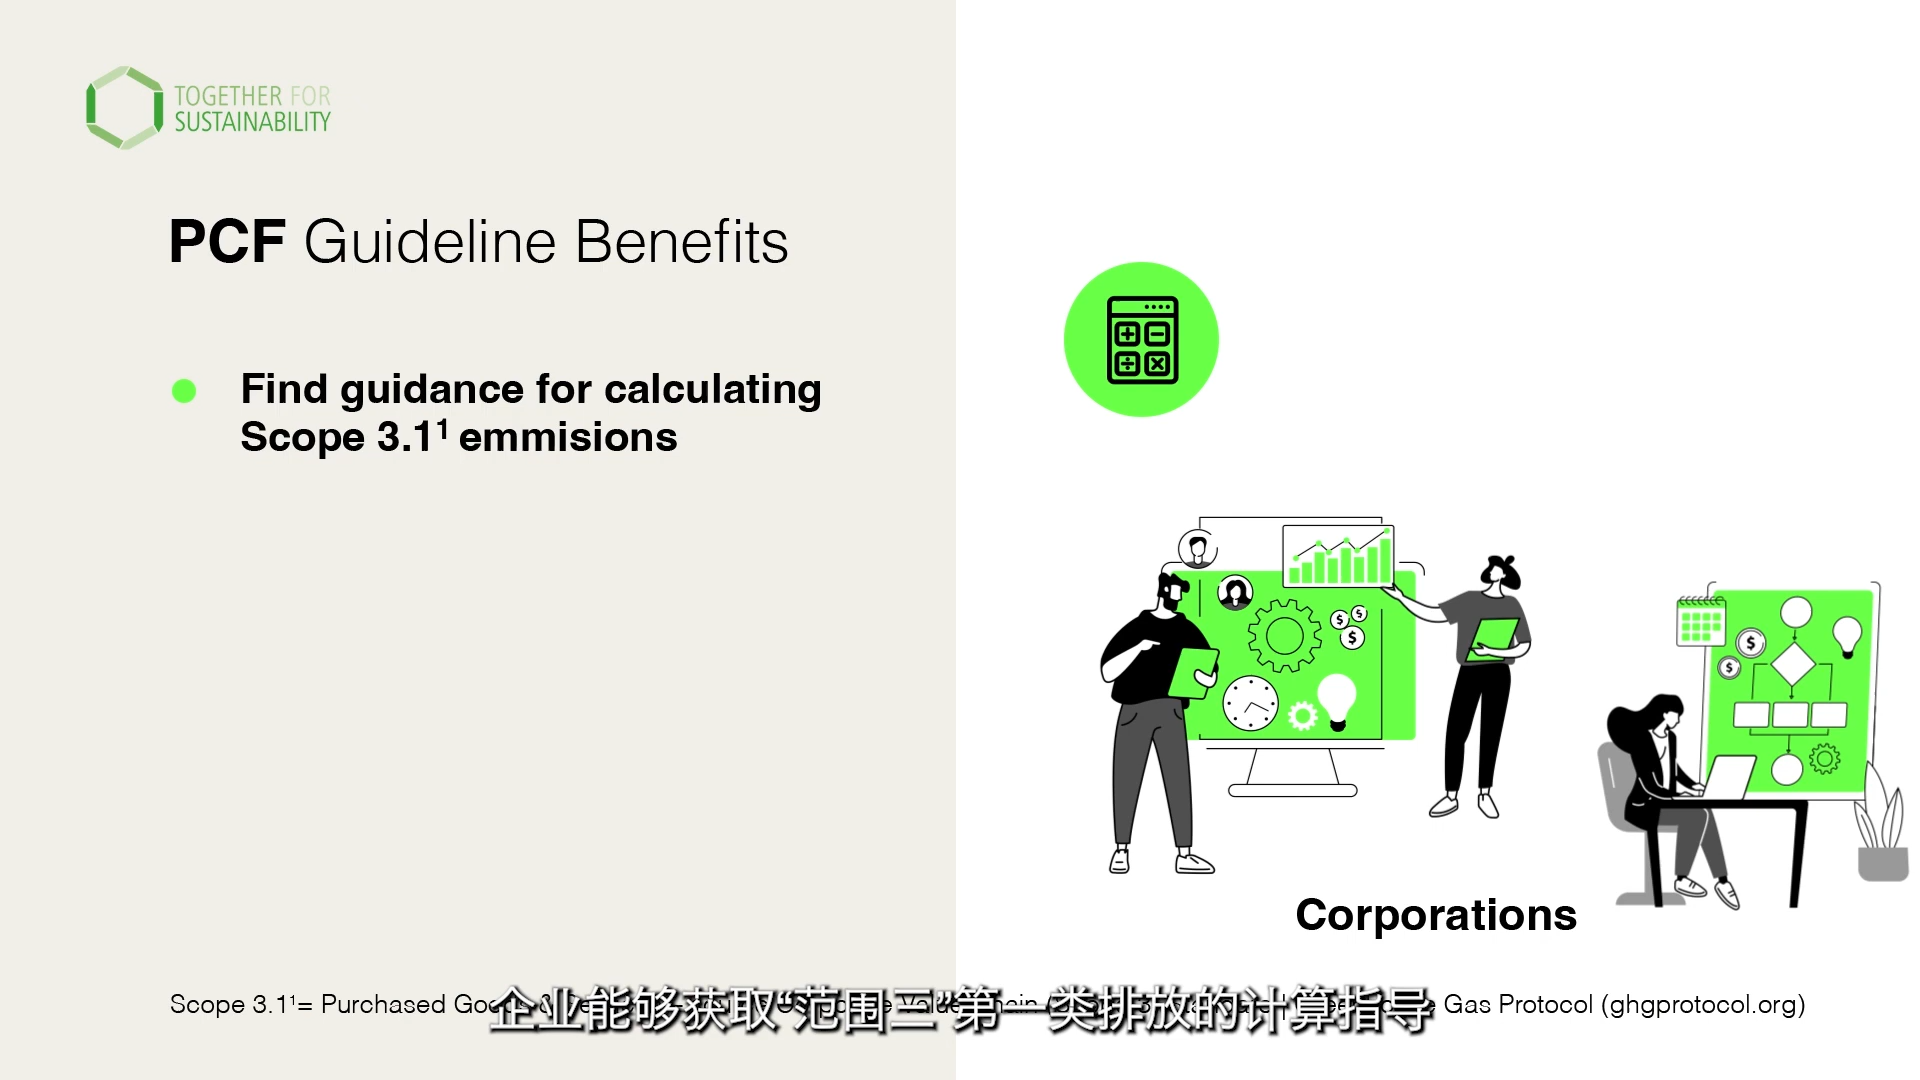 TOGETHER FOR
SUSTAINABILITY
PCF Guideline Benefits
Find guidance for calculating
Scope 3.1¹ emmisions
Corporations
Scope 3.1¹= Purchased Gas Protocol (ghgprotocol.org)
企业能够获取“范围三”第一类排放的计算指导